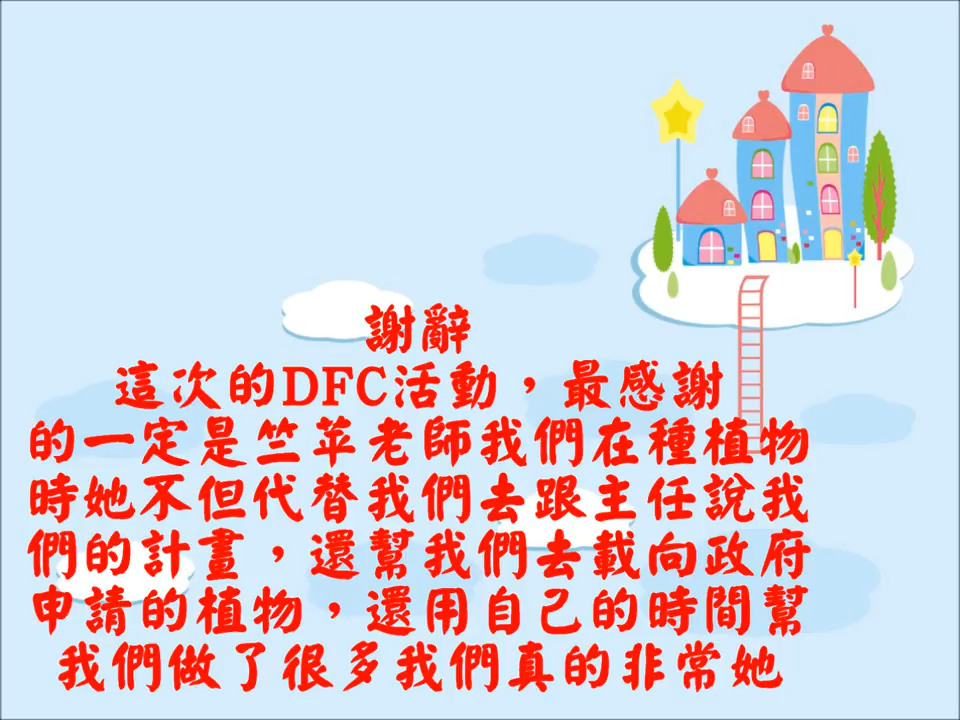 謝辭
這次的DFC活動，最感謝
的一定是竺苹老師我們在種植物
時她不但代替我們去跟主任說我
們的計畫，還幫我們去載向政府
申請的植物，還用自己的時間幫
我們做了很多我們真的非常她